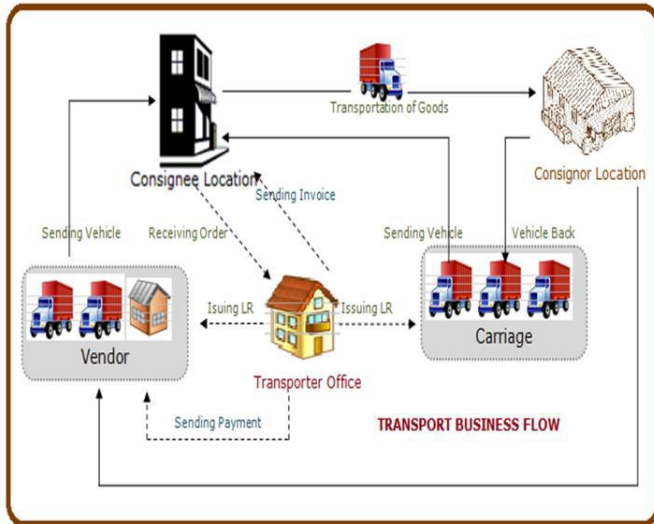 Transportation of Goods
Consignee Location
Consignor Location
Sending Invoice
Sending Vehicle
Receiving Order
Sending Vehicle
Vehicle Back
Isuing LR
Issuing LR
Vendor
Carriage
Transporter Office
Sending Payment
TRANSPORT BUSINESS FLOW